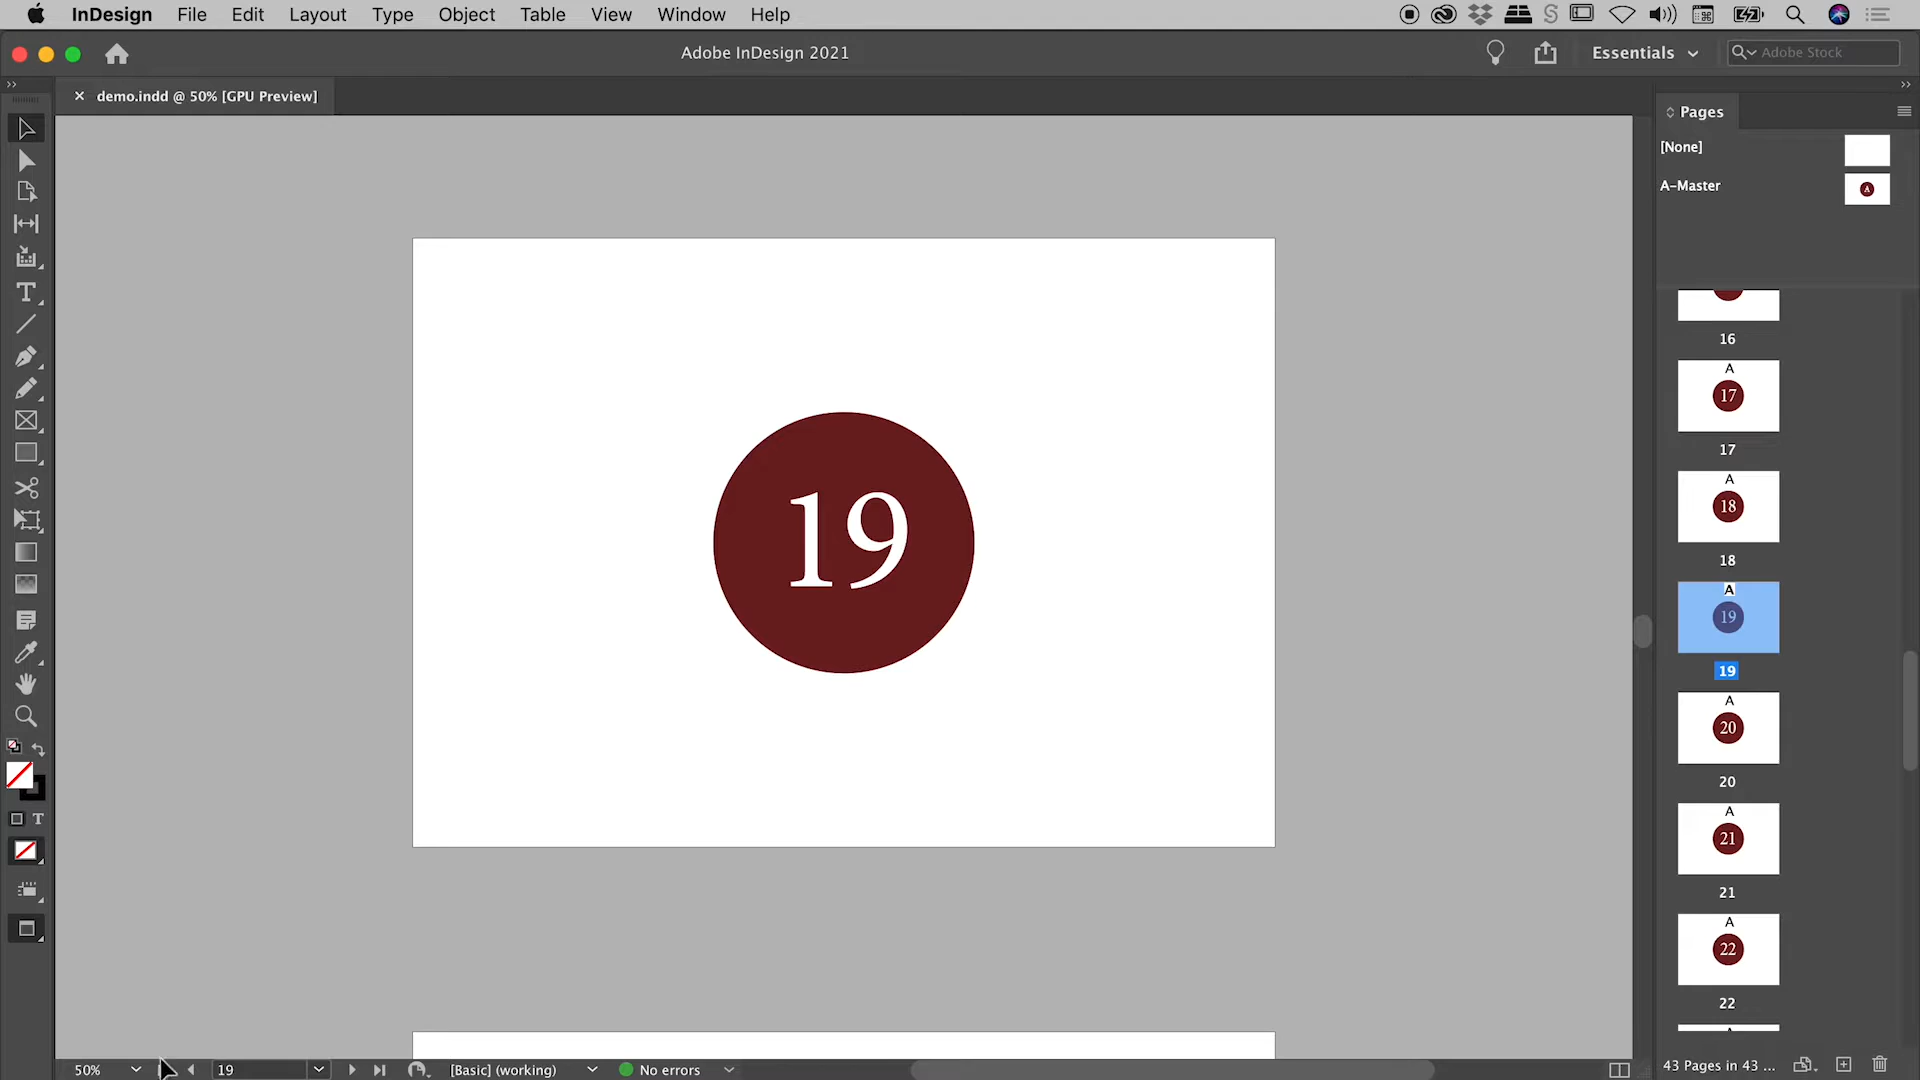 InDesign File Edit Layout Type Object Table View Window Help
Adobe InDesign 2021
Essentials
Adobe Stock
× demo.indd @ 50% [GPU Preview]
Pages
[None]
A-Master
A
16
A
17
17
A
18
18
A
19
19
A
20
20
A
21
21
A
22
22
19
50%
19
[Basic] (working)
No errors
43 Pages in 43 ...